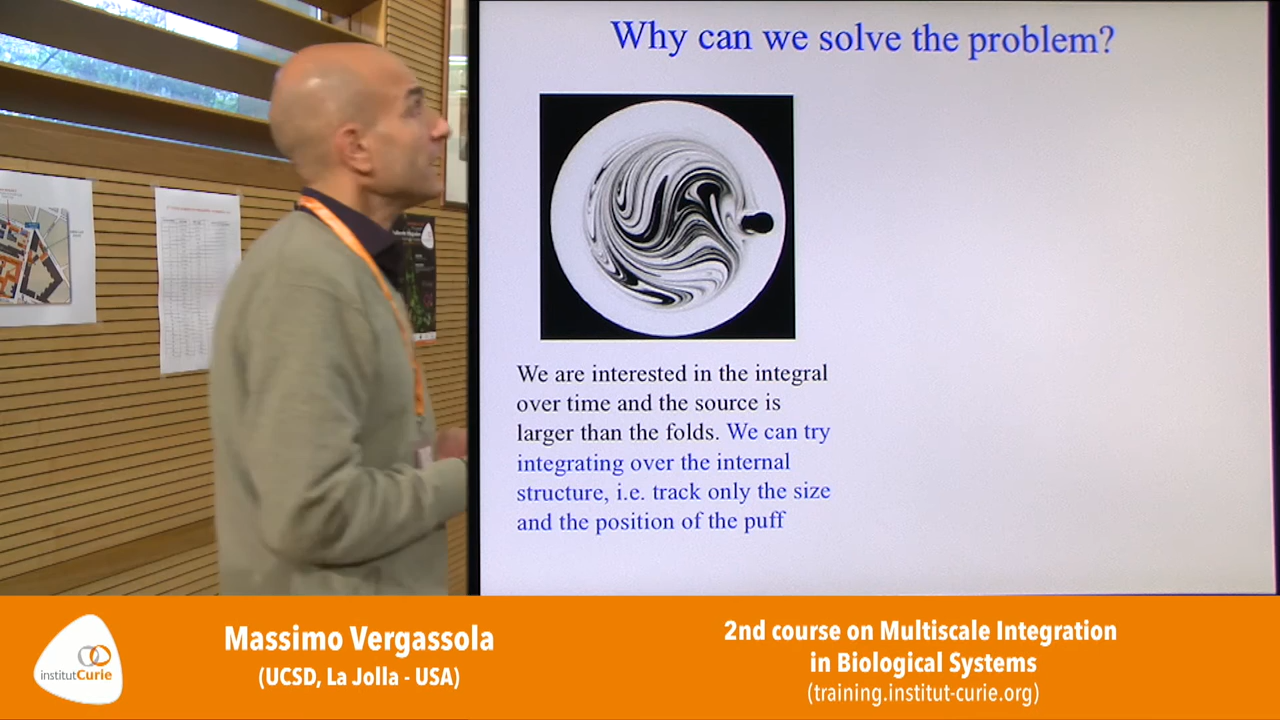 Why can we solve the problem?
We are interested in the integral
over time and the source is
larger than the folds. We can try
integrating over the internal
structure, i.e. track only the size
and the position of the puff
institutCurie
Massimo Vergassola
(UCSD, La Jolla - USA)
2nd course on Multiscale Integration
in Biological Systems
(training.institut-curie.org)